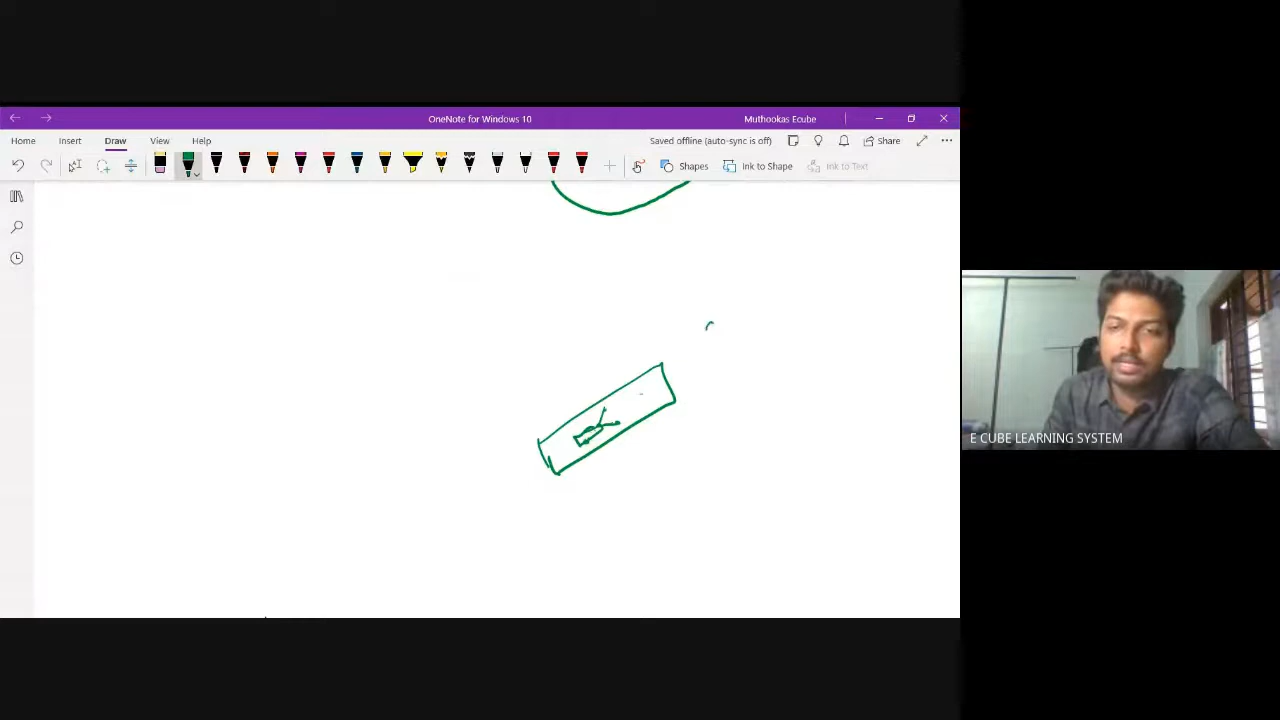 OneNote for Windows 10
Muthookas Ecube
Home Insert Draw View Help
Saved offline (auto-sync is off)
Share
Shapes
Ink to Shape
Ink to Text
E CUBE LEARNING SYSTEM